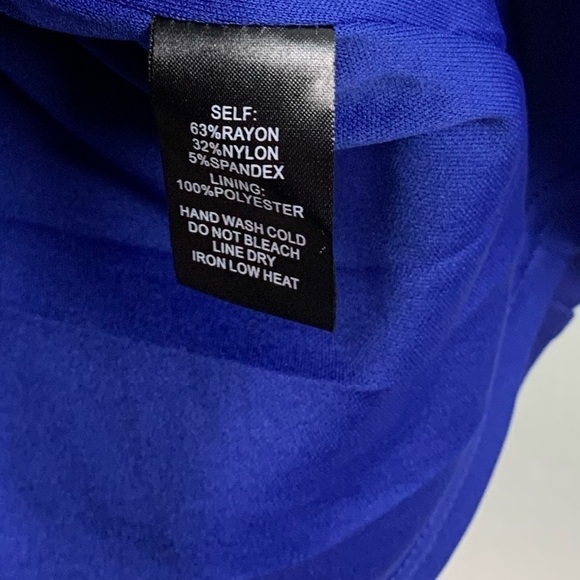 SELF:
63%RAYON
32%NYLON
5%SPANDEX
LINING:
100%POLYESTER
HAND WASH COLD
DO NOT BLEACH
LINE DRY
IRON LOW HEAT